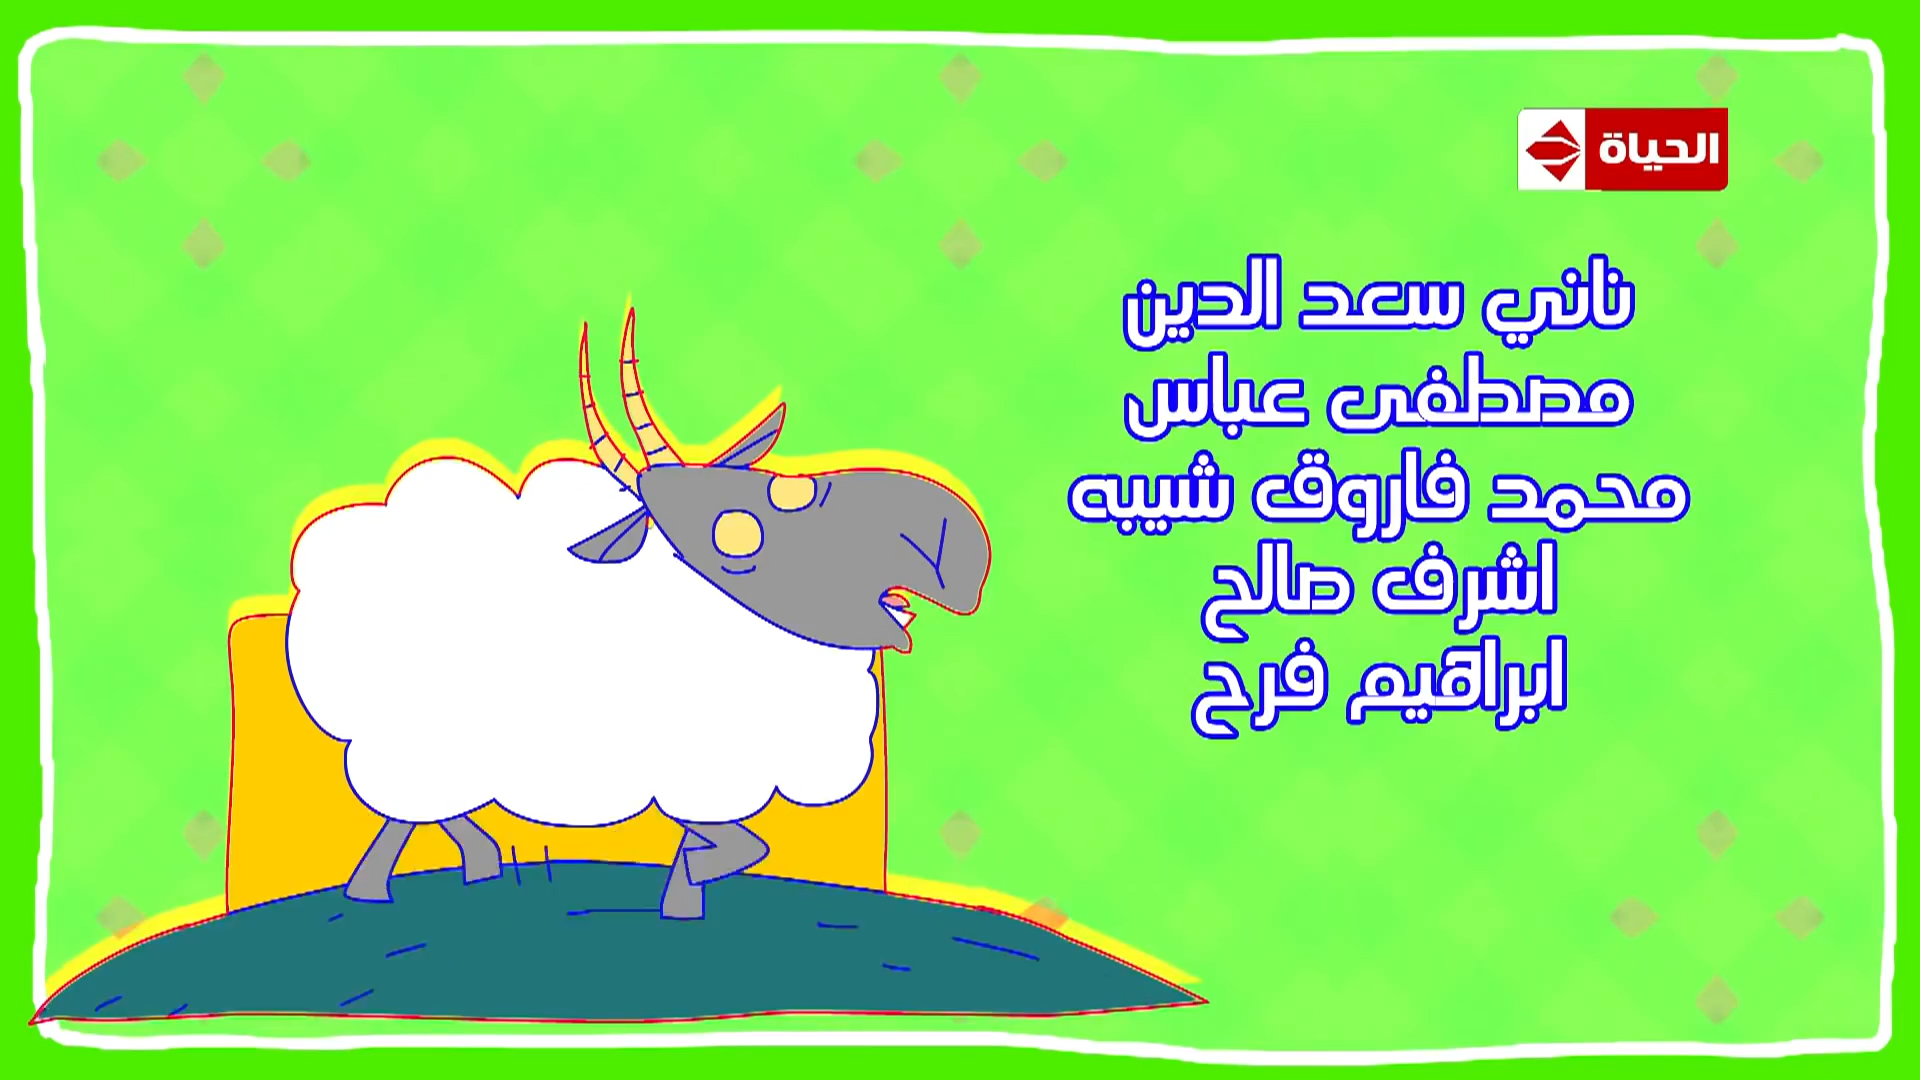 الحياة
ناني سعد الدين
مصطفى عباس
محمد فاروق شيبه
اشرف صالح
ابراهيم فرح